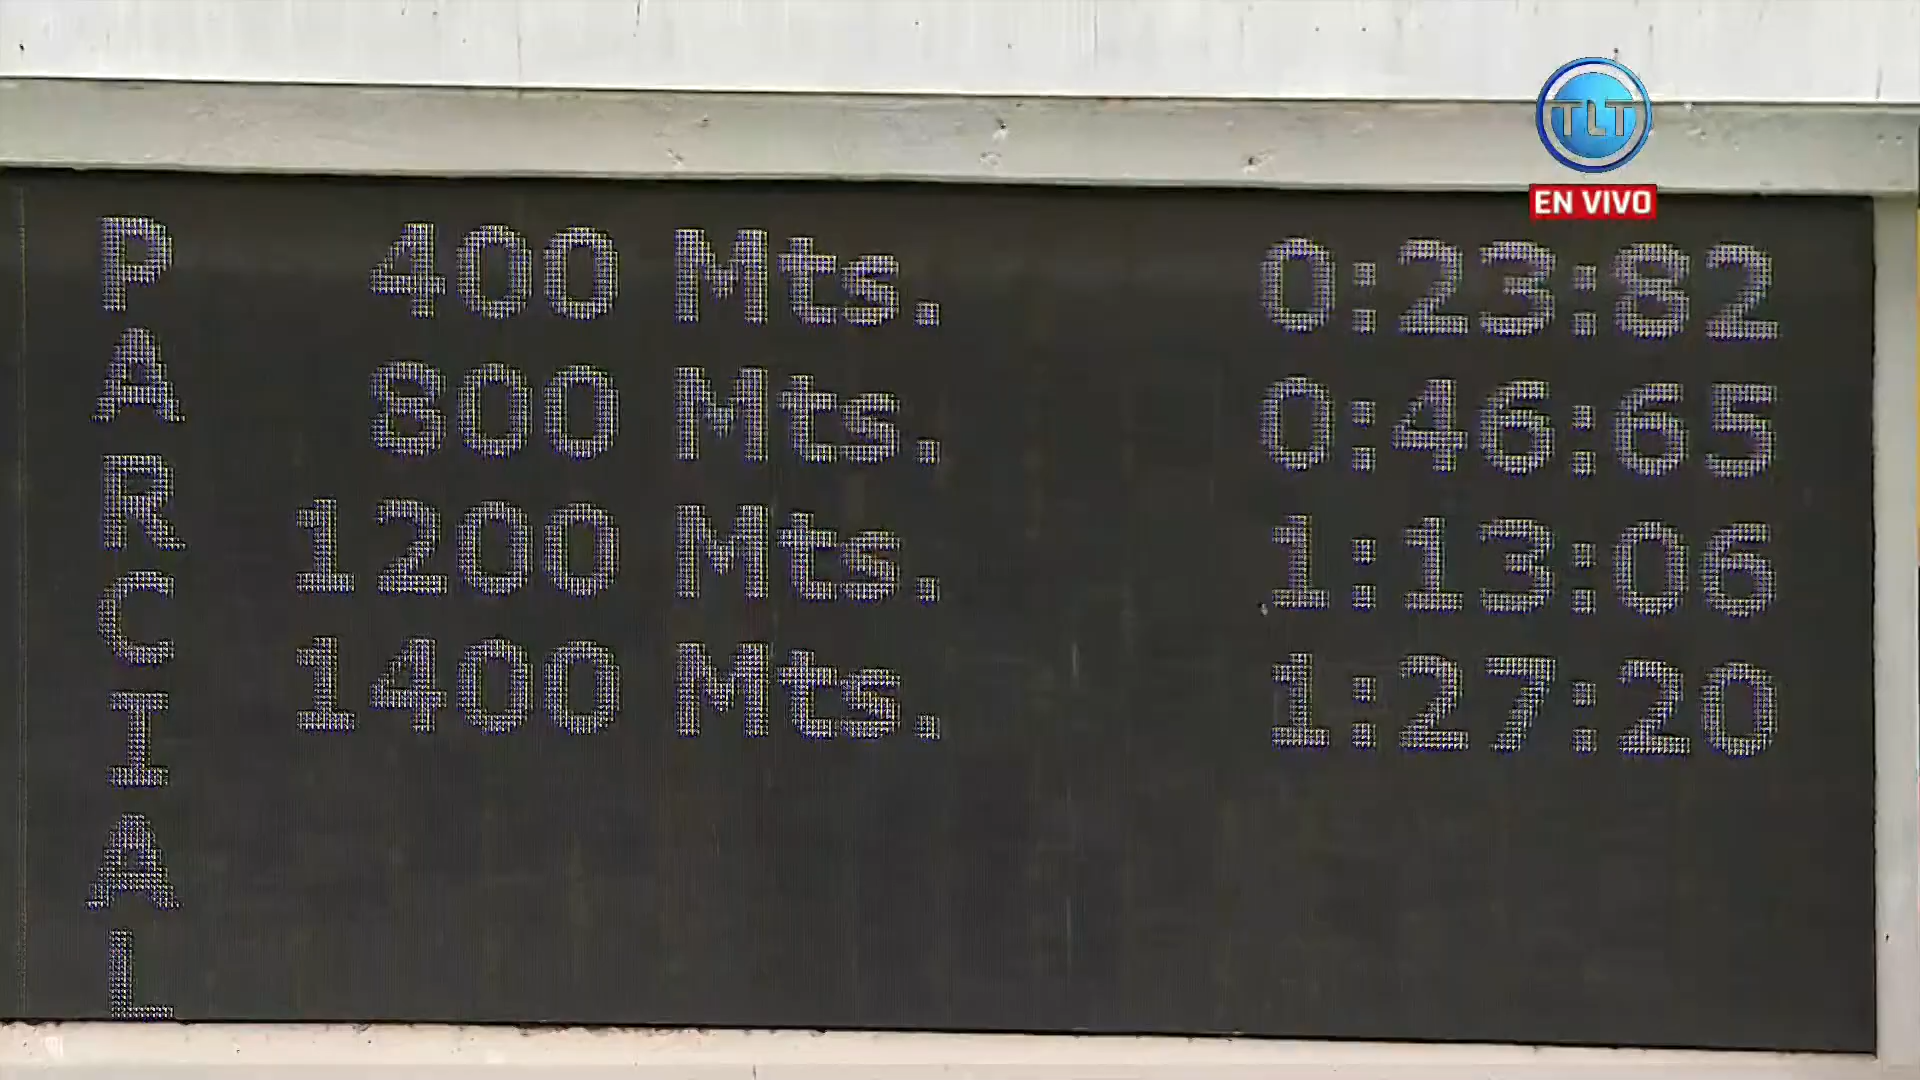 TLT
EN VIVO
PARCIAL
400 Mts. 0:23:82
800 Mts. 0:46:65
1200 Mts. 1:13:06
1400 Mts. 1:27:20